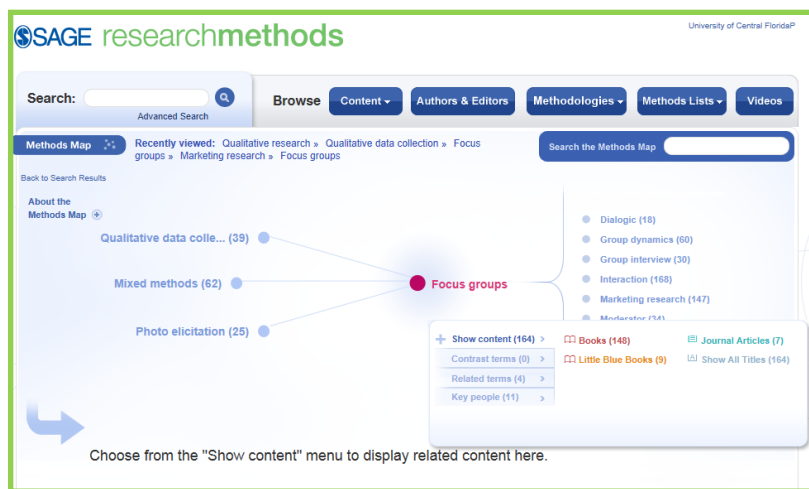 SSAGE researchmethods
University of Central FloridaP
Search:
Advanced Search
Browse
Content
Authors & Editors
Methodologies
Methods Lists
Videos
Methods Map
Recently viewed: Qualitative research » Qualitative data collection » Focus
groups » Marketing research » Focus groups
Search the Methods Map
Back to Search Results
About the
Methods Map
Qualitative data colle... (39)
Mixed methods (62)
Photo elicitation (25)
Focus groups
Dialogic (18)
Group dynamics (60)
Group interview (30)
Interaction (168)
Marketing research (147)
Moderator (34)
Show content (164) >
Contrast terms (0) >
Related terms (4) >
Key people (11) >
Books (148)
Journal Articles (7)
Little Blue Books (9)
Show All Titles (164)
Choose from the "Show content" menu to display related content here.